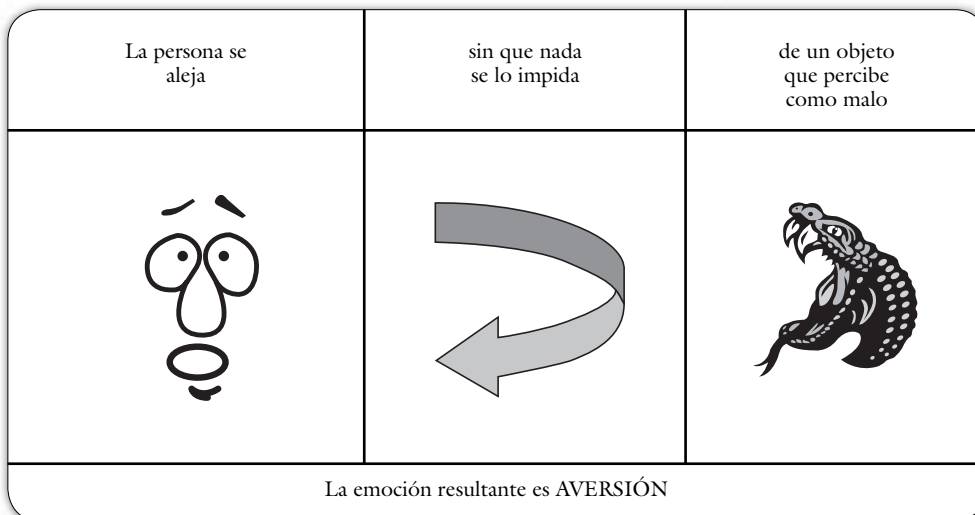 La persona se
aleja
sin que nada
se lo impida
de un objeto
que percibe
como malo
La emoción resultante es AVERSIÓN